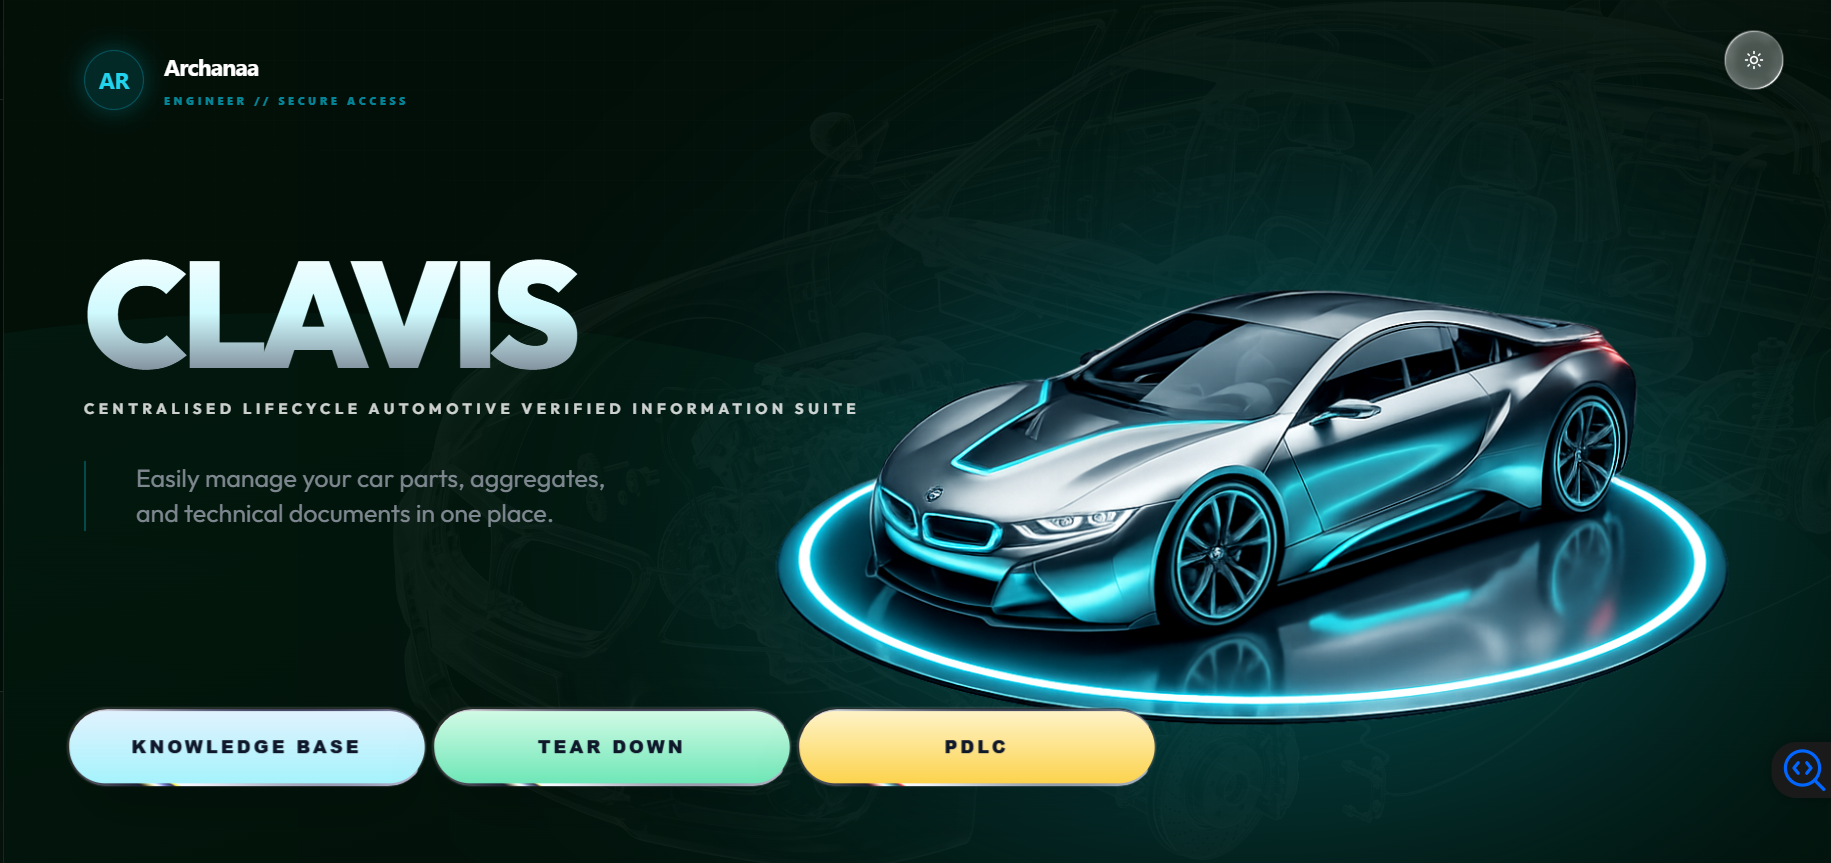 AR
Archanaa
ENGINEER // SECURE ACCESS
CLAVIS
CENTRALISED LIFECYCLE AUTOMOTIVE VERIFIED INFORMATION SUITE
Easily manage your car parts, aggregates,
and technical documents in one place.
KNOWLEDGE BASE
TEAR DOWN
PDLC